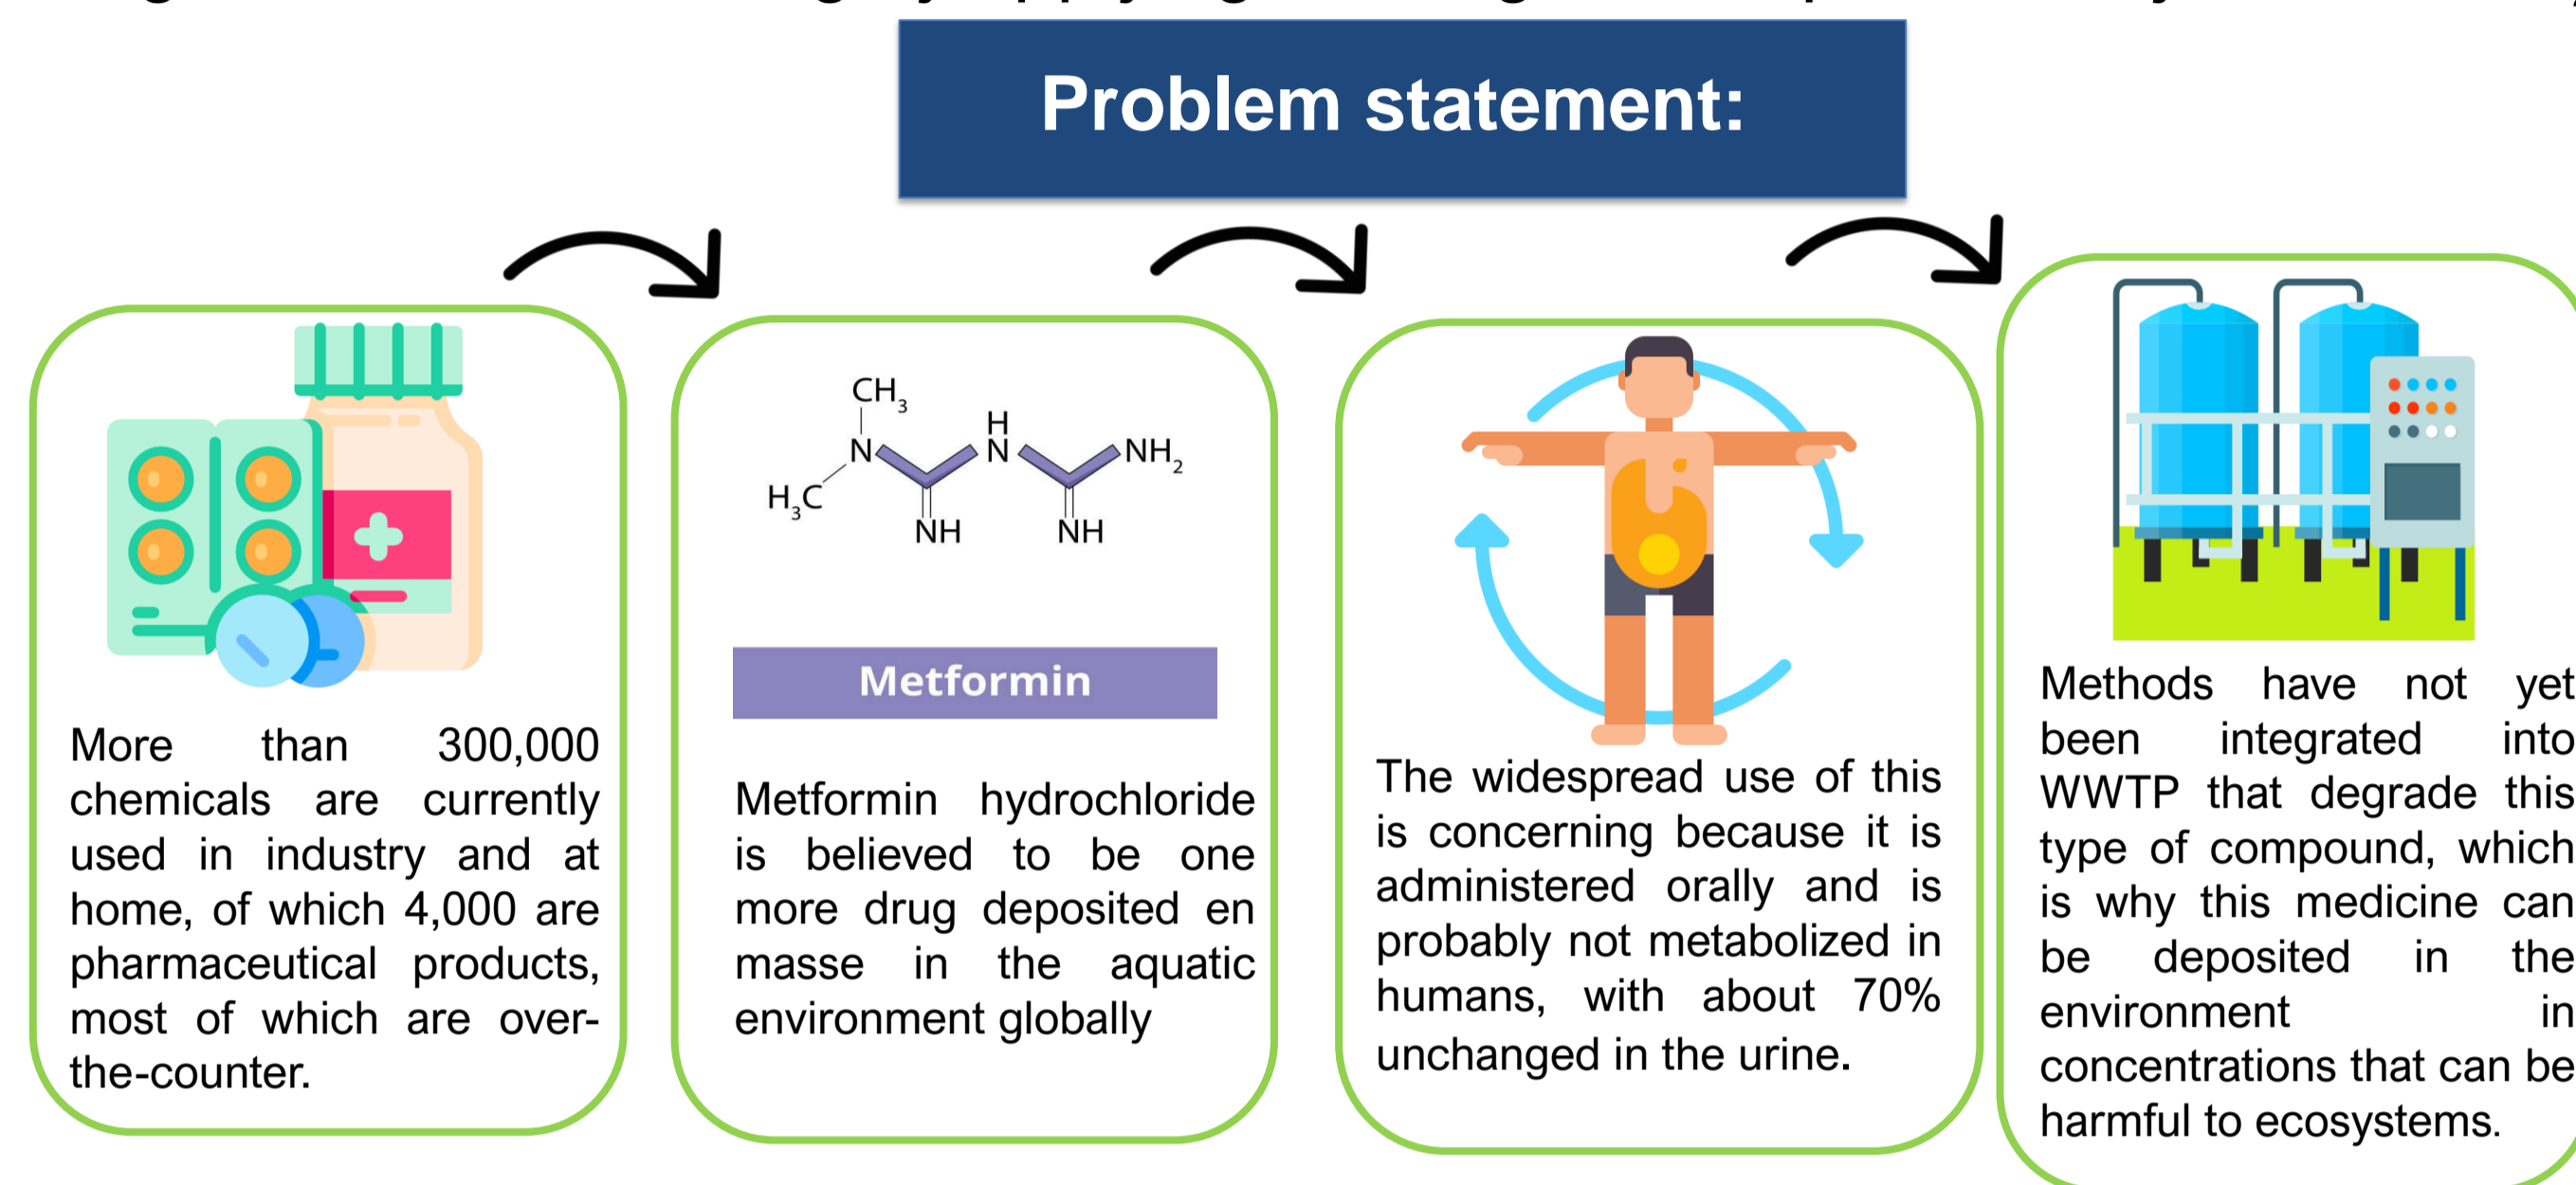 Problem statement:
CH3
N
H3C
H
N
NH2
NH
NH
Metformin
More than 300,000
chemicals are currently
used in industry and at
home, of which 4,000 are
pharmaceutical products,
most of which are over-
the-counter.
Metformin hydrochloride
is believed to be one
more drug deposited en
masse in the aquatic
environment globally
The widespread use of this
is concerning because it is
administered orally and is
probably not metabolized in
humans, with about 70%
unchanged in the urine.
Methods have not yet
been integrated into
WWTP that degrade this
type of compound, which
is why this medicine can
be deposited in the
environment in
concentrations that can be
harmful to ecosystems.